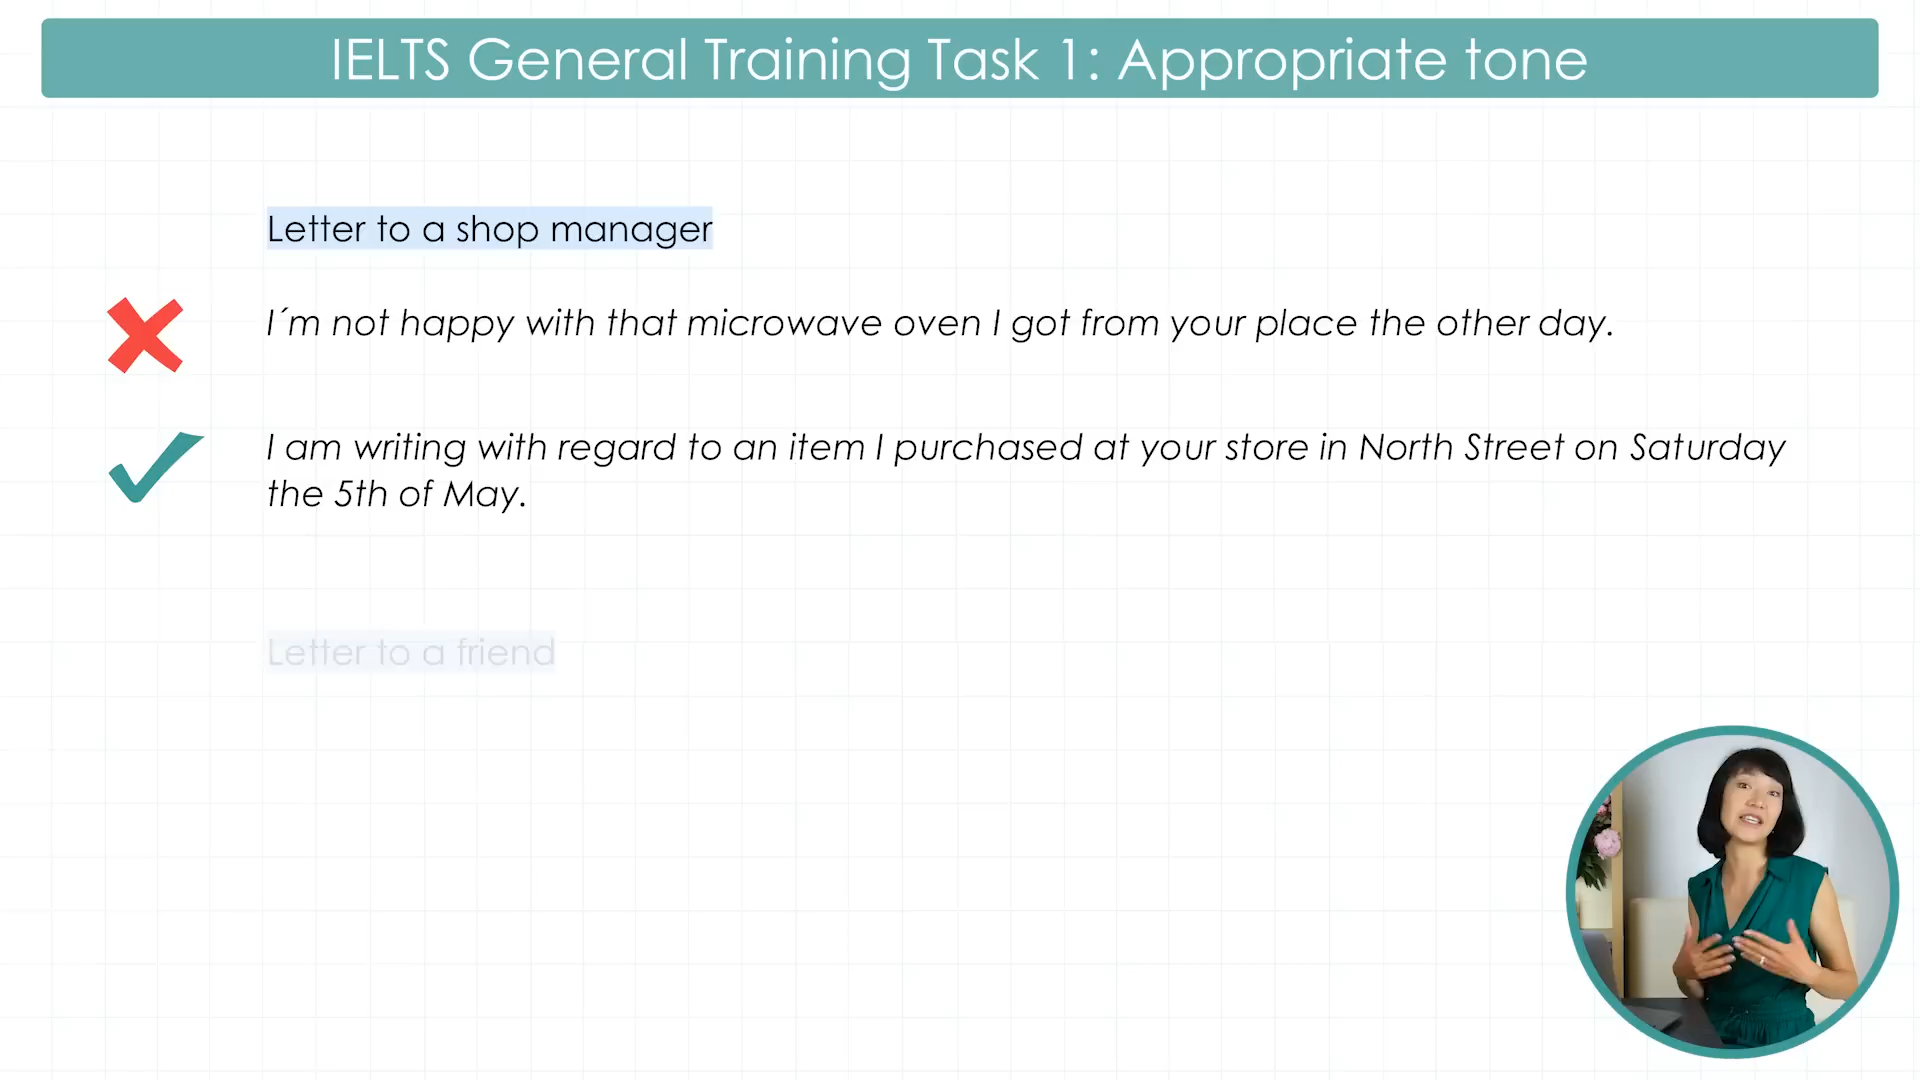 IELTS General Training Task 1: Appropriate tone
Letter to a shop manager
I´m not happy with that microwave oven I got from your place the other day.
I am writing with regard to an item I purchased at your store in North Street on Saturday
the 5th of May.
Letter to a friend